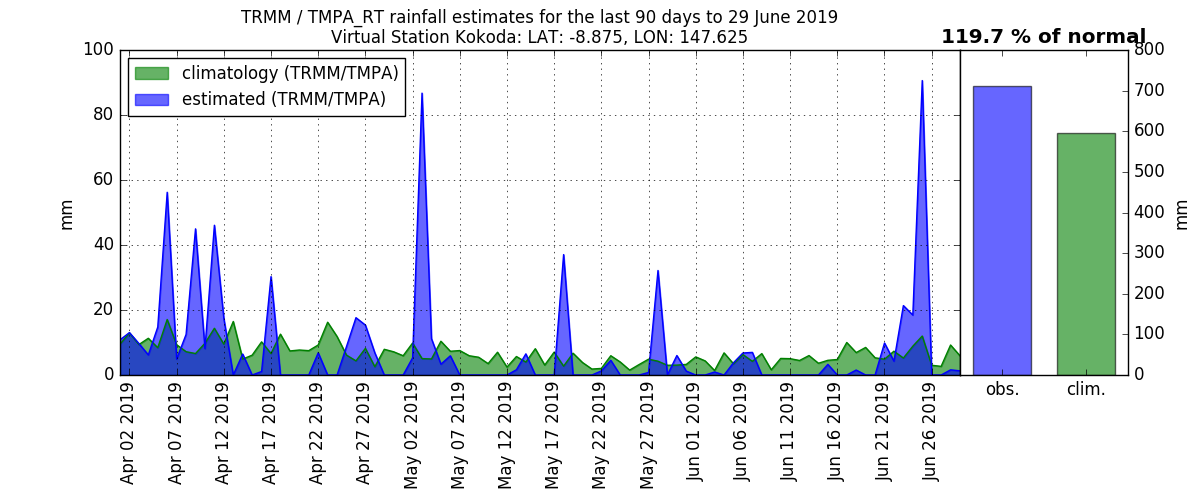 TRMM / TMPA_RT rainfall estimates for the last 90 days to 29 June 2019
Virtual Station Kokoda: LAT: -8.875, LON: 147.625
119.7 % of normal
climatology (TRMM/TMPA)
estimated (TRMM/TMPA)
100
80
60
40
20
0
mm
800
700
600
500
400
300
200
100
0
mm
Apr 02 2019
Apr 07 2019
Apr 12 2019
Apr 17 2019
Apr 22 2019
Apr 27 2019
May 02 2019
May 07 2019
May 12 2019
May 17 2019
May 22 2019
May 27 2019
Jun 01 2019
Jun 06 2019
Jun 11 2019
Jun 16 2019
Jun 21 2019
Jun 26 2019
obs.
clim.